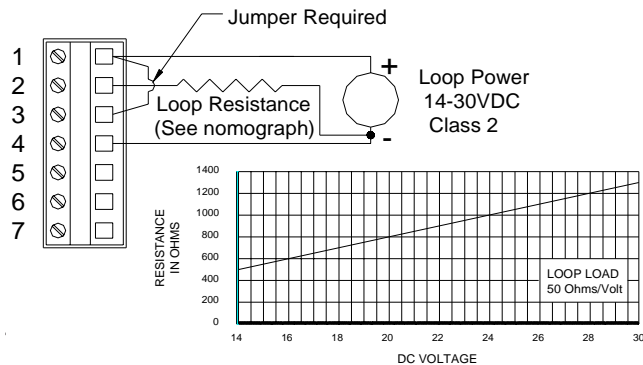 Jumper Required
1
2
3
4
5
6
7
Loop Resistance
(See nomograph)
+
-
Loop Power
14-30VDC
Class 2
RESISTANCE
IN OHMS
1400
1200
1000
800
600
400
200
0
LOOP LOAD
50 Ohms/Volt
14 16 18 20 22 24 26 28 30
DC VOLTAGE